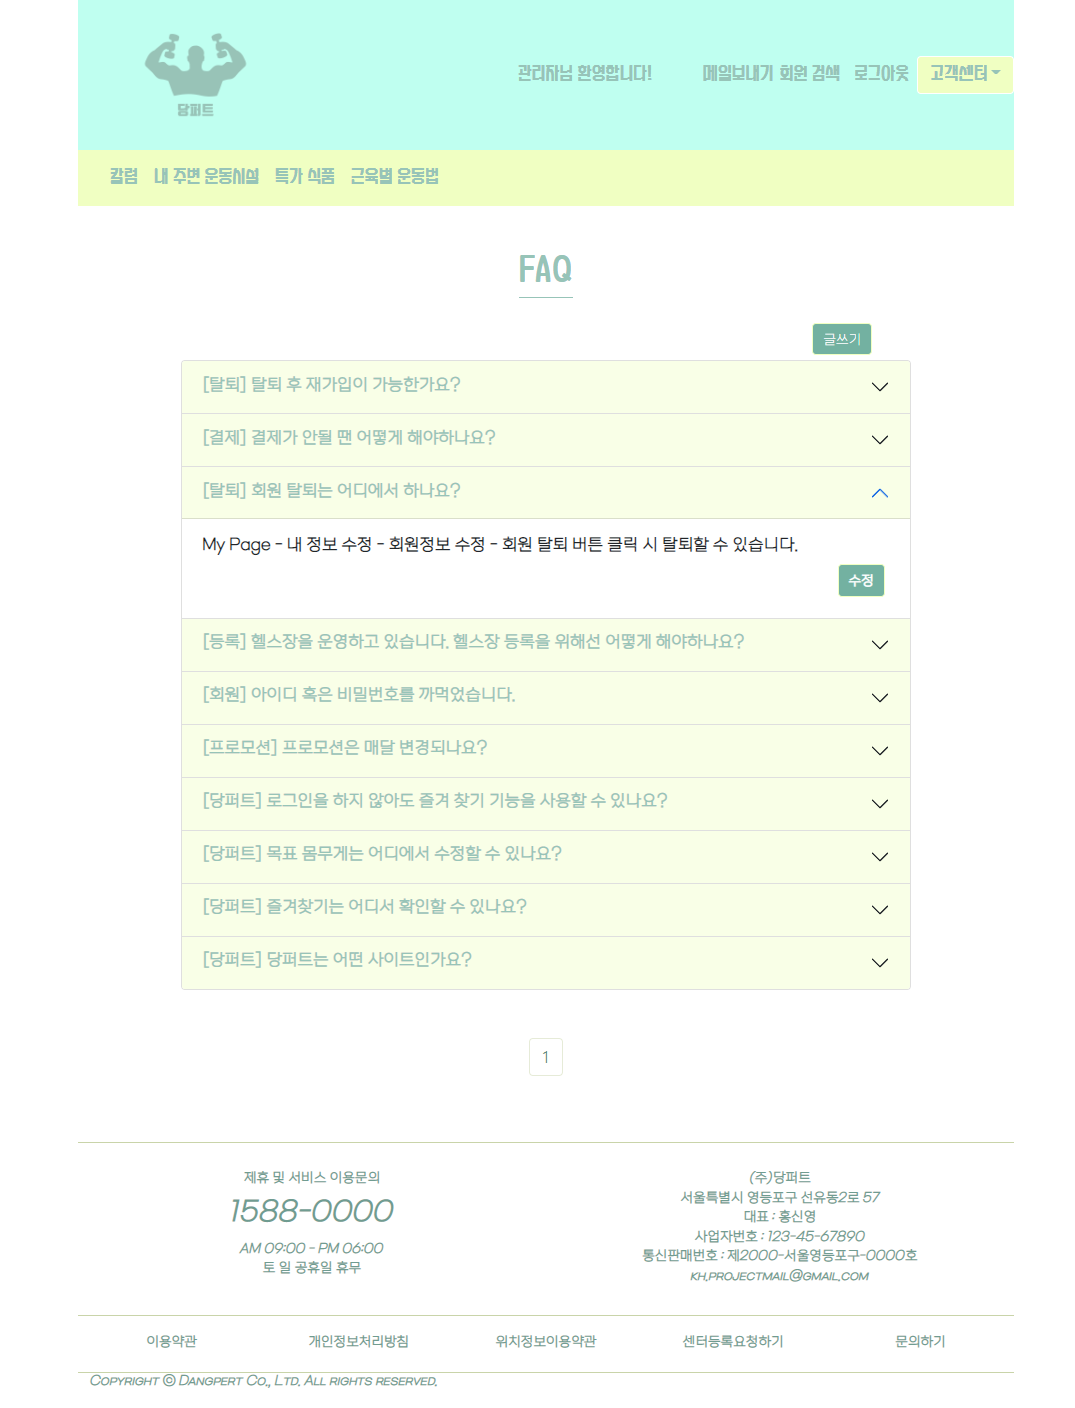 당퍼트
관리자님 환영합니다! 메일보내기 회원 검색 로그아웃 고객센터
칼럼 내 주변 운동시설 특가 식품 근육별 운동법
FAQ
글쓰기
[탈퇴] 탈퇴 후 재가입이 가능한가요?
[결제] 결제가 안될 땐 어떻게 해야하나요?
[탈퇴] 회원 탈퇴는 어디에서 하나요?
My Page - 내 정보 수정 - 회원정보 수정 - 회원 탈퇴 버튼 클릭 시 탈퇴할 수 있습니다.
수정
[등록] 헬스장을 운영하고 있습니다. 헬스장 등록을 위해선 어떻게 해야하나요?
[회원] 아이디 혹은 비밀번호를 까먹었습니다.
[프로모션] 프로모션은 매달 변경되나요?
[당퍼트] 로그인을 하지 않아도 즐겨 찾기 기능을 사용할 수 있나요?
[당퍼트] 목표 몸무게는 어디에서 수정할 수 있나요?
[당퍼트] 즐겨찾기는 어디서 확인할 수 있나요?
[당퍼트] 당퍼트는 어떤 사이트인가요?
1
제휴 및 서비스 이용문의
1588-0000
AM 09:00 - PM 06:00
토 일 공휴일 휴무
(주)당퍼트
서울특별시 영등포구 선유동2로 57
대표 : 홍신영
사업자번호 : 123-45-67890
통신판매번호 : 제2000-서울영등포구-0000호
KH.PROJECTMAIL@GMAIL.COM
이용약관 개인정보처리방침 위치정보이용약관 센터등록요청하기 문의하기
Copyright ⓒ Dangpert Co., Ltd. All rights reserved.